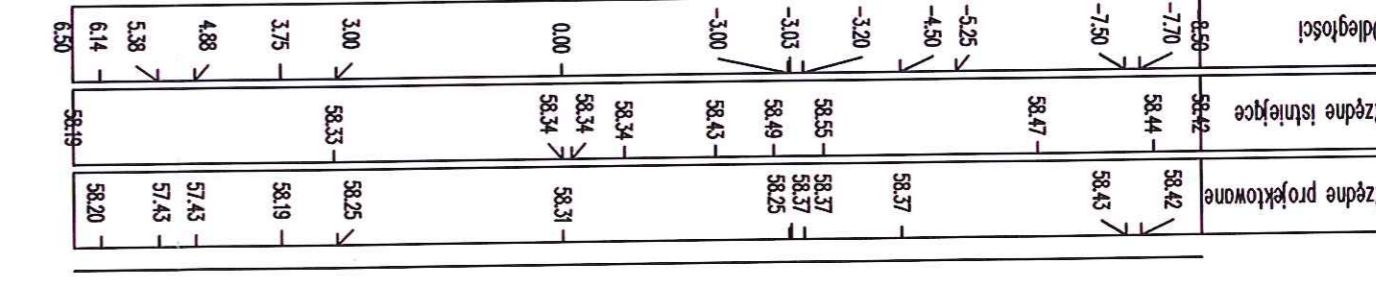 6.50 6.14 5.38 4.88 3.75 3.00 0.00 -3.00 -3.03 -3.20 -4.50 -5.25 -7.50 -7.70 8.50 dległości
58.19 58.33 58.34 58.34 58.34 58.43 58.49 58.55 58.47 58.44 58.42 zędne istniejące
58.20 57.43 57.43 58.19 58.25 58.31 58.25 58.37 58.37 58.37 58.43 58.42 zędne projektowane